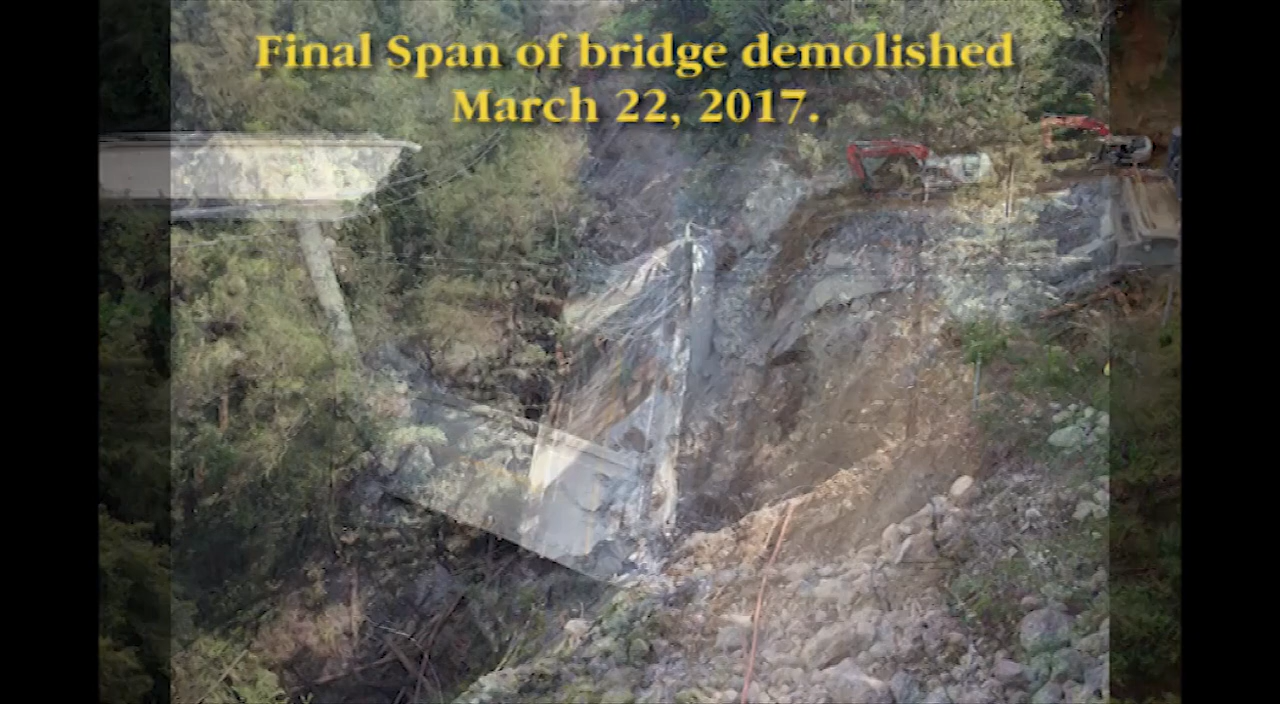 Final Span of bridge demolished
March 22, 2017.